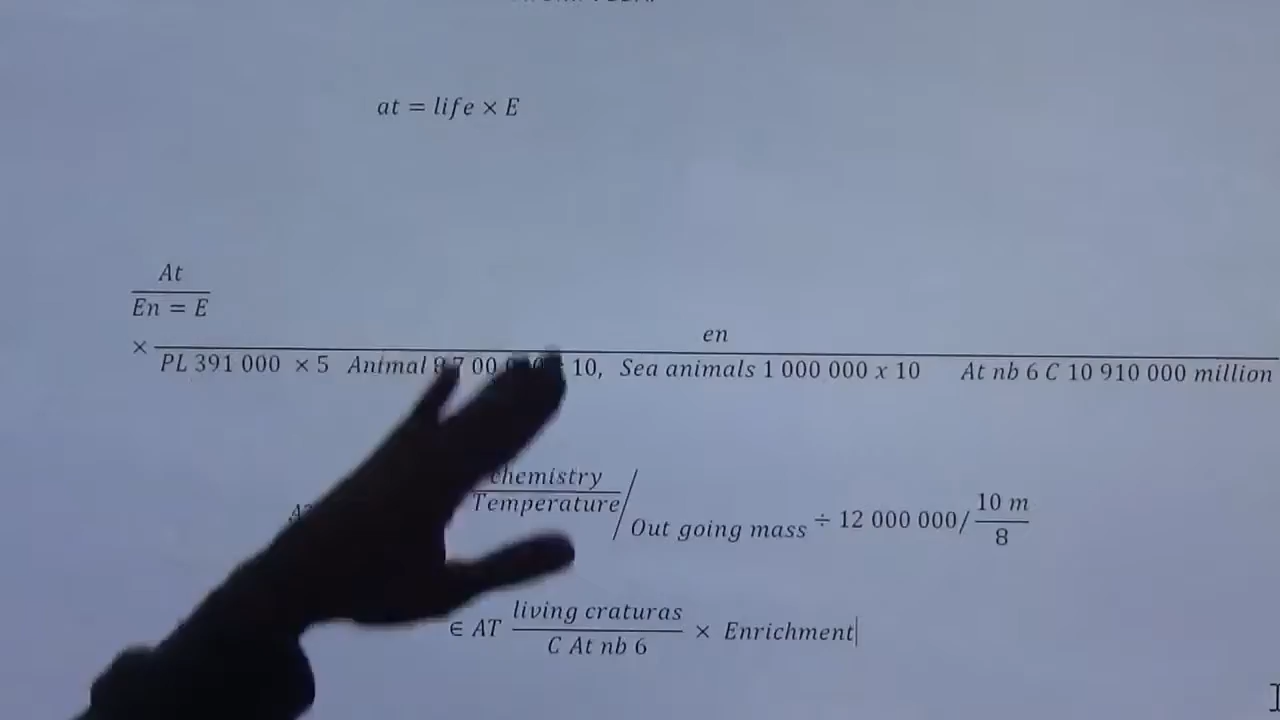 at = life × E
At
En = E
en
× PL 391 000 × 5 Animal 10, Sea animals 1 000 000 x 10 At nb 6 C 10 910 000 million
chemistry
Temperature / Out going mass ÷ 12 000 000/ 10 m
8
∈ AT living craturas × Enrichment
C At nb 6